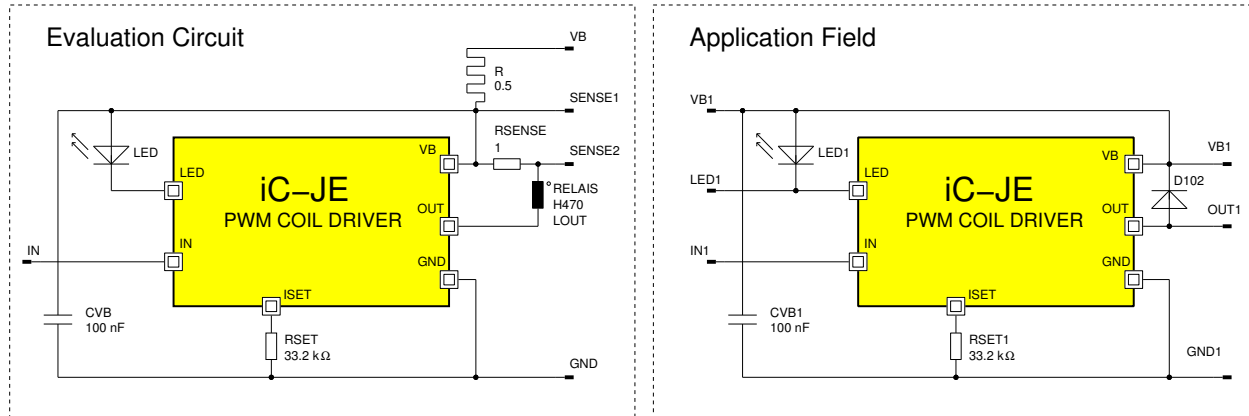 Evaluation Circuit
VB
R
0.5
SENSE1
RSENSE
1
SENSE2
LED
VB
LED
iC−JE
PWM COIL DRIVER
RELAIS
H470
LOUT
OUT
IN
IN
GND
ISET
CVB
100 nF
RSET
33.2 kΩ
GND
Application Field
VB1
LED1
VB
VB1
LED1
LED
iC−JE
PWM COIL DRIVER
D102
OUT
OUT1
IN1
IN
GND
ISET
CVB1
100 nF
RSET1
33.2 kΩ
GND1